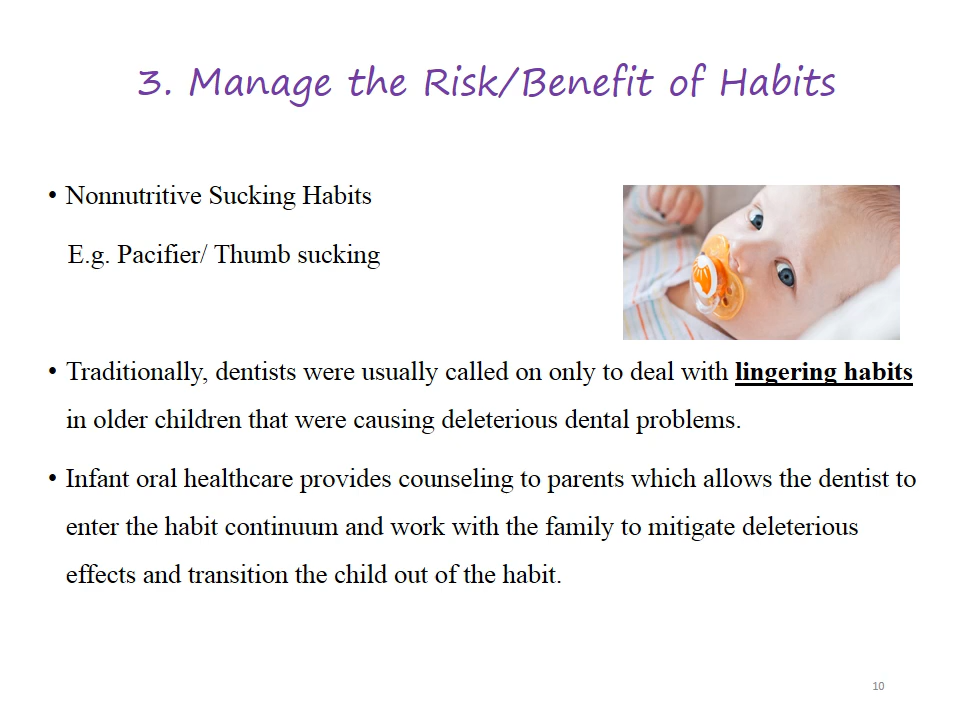 3. Manage the Risk/Benefit of Habits
• Nonnutritive Sucking Habits
E.g. Pacifier/ Thumb sucking
• Traditionally, dentists were usually called on only to deal with lingering habits
in older children that were causing deleterious dental problems.
• Infant oral healthcare provides counseling to parents which allows the dentist to
enter the habit continuum and work with the family to mitigate deleterious
effects and transition the child out of the habit.
10